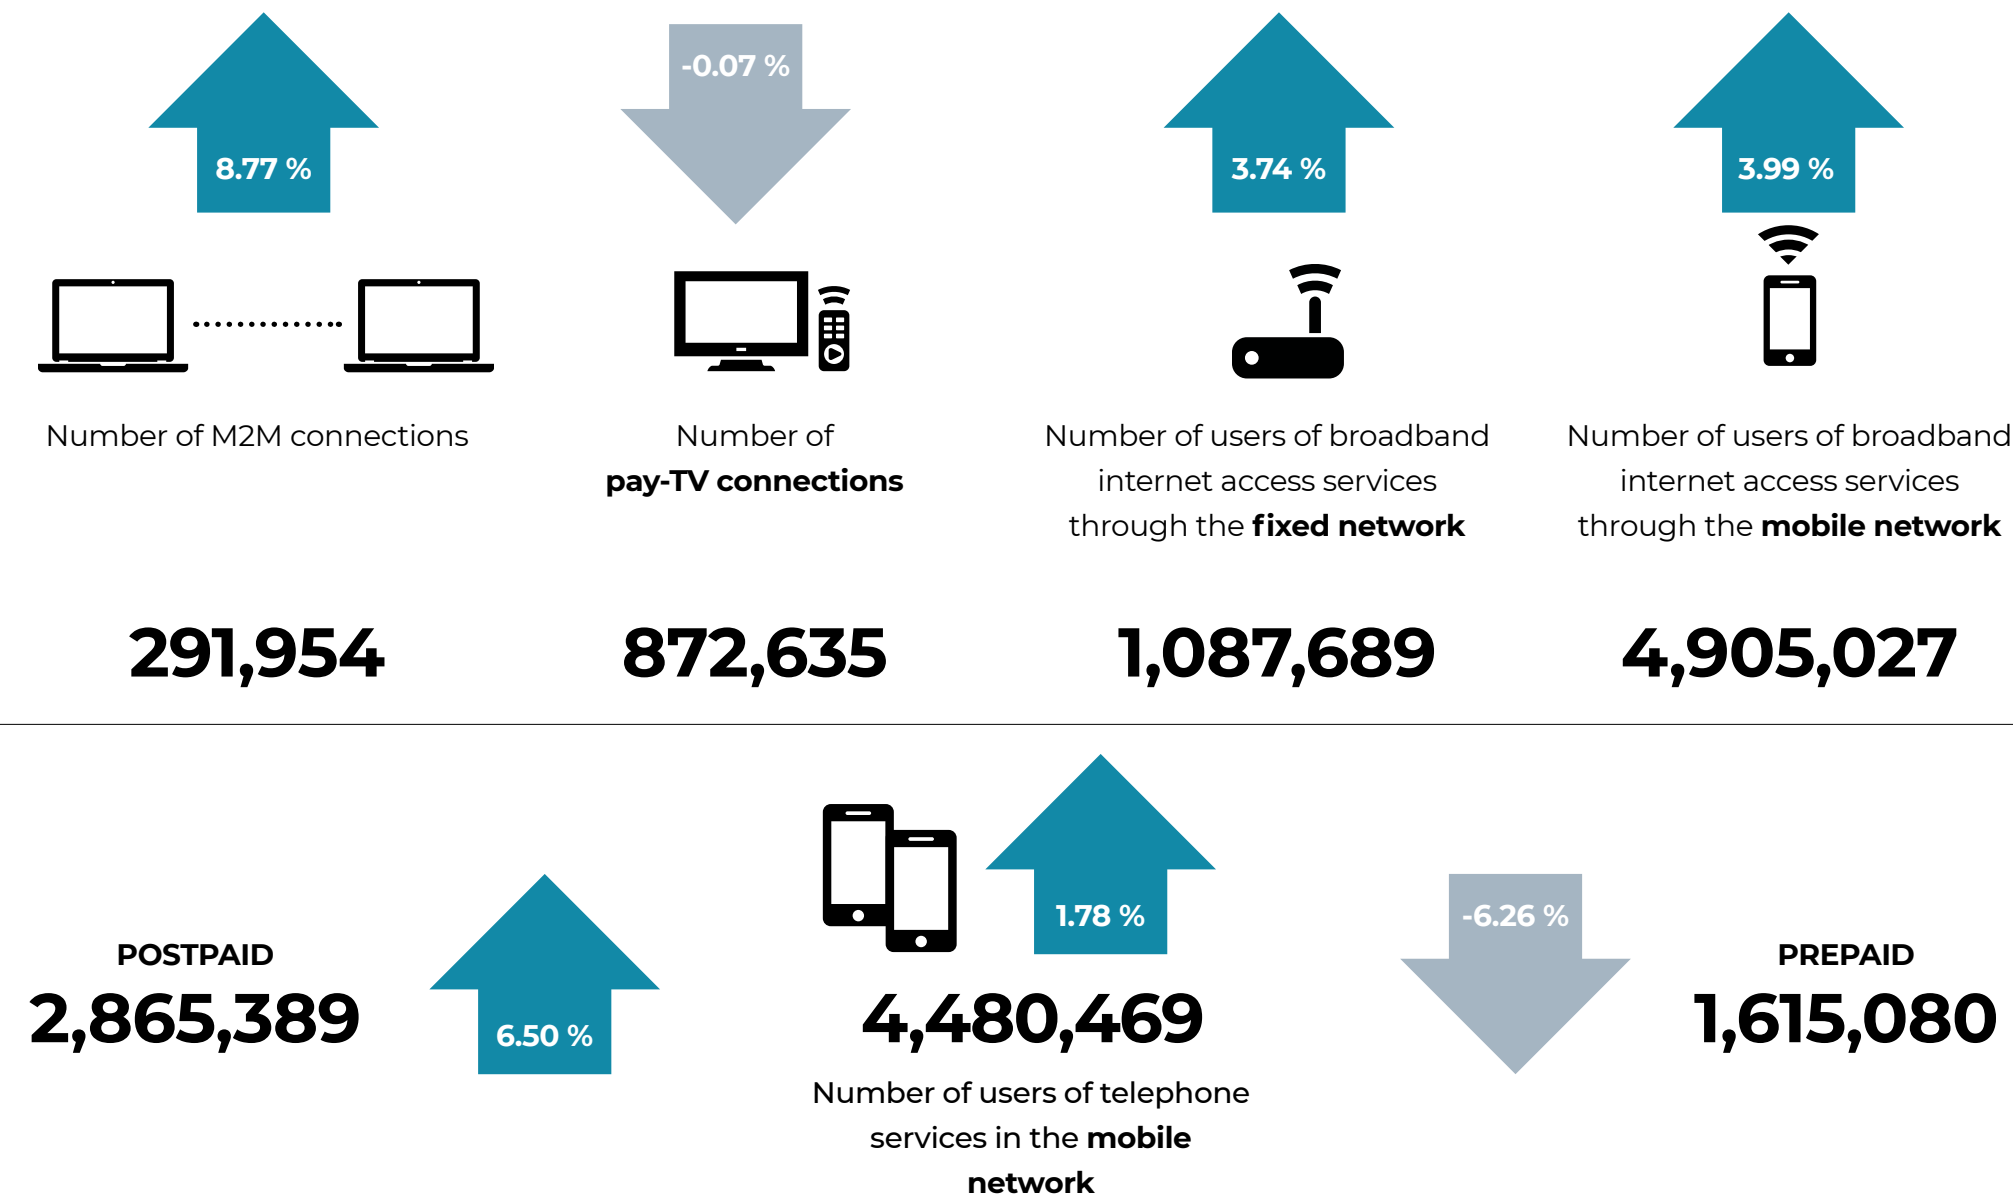 8.77 %
-0.07 %
3.74 %
3.99 %
Number of M2M connections
Number of
pay-TV connections
Number of users of broadband
internet access services
through the fixed network
Number of users of broadband
internet access services
through the mobile network
291,954
872,635
1,087,689
4,905,027
POSTPAID
2,865,389
6.50 %
1.78 %
4,480,469
Number of users of telephone
services in the mobile
network
-6.26 %
PREPAID
1,615,080